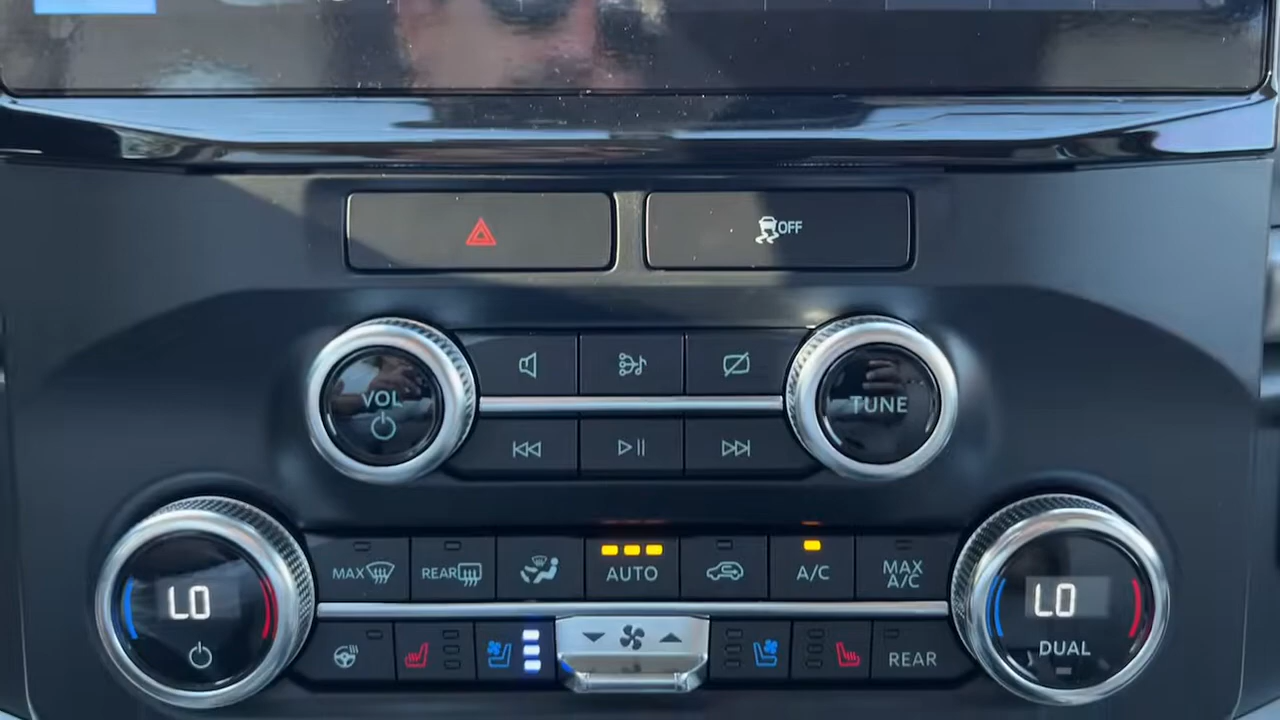 OFF
VOL
TUNE
MAX
REAR
AUTO
A/C
MAX
A/C
LO
LO
DUAL
REAR